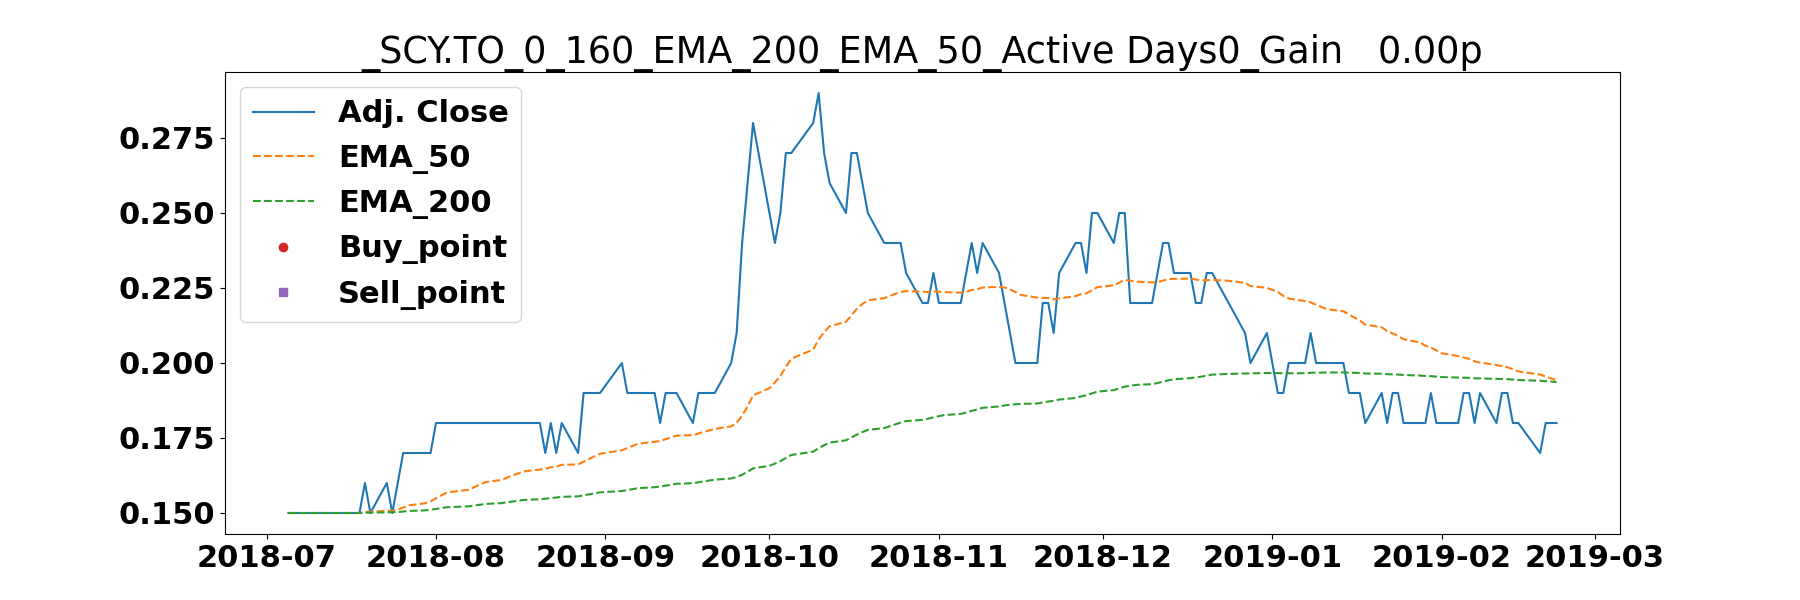 _SCY.TO_0_160_EMA_200_EMA_50_Active Days0_Gain   0.00p
Adj. Close
EMA_50
EMA_200
Buy_point
Sell_point
0.275
0.250
0.225
0.200
0.175
0.150
2018-07 2018-08 2018-09 2018-10 2018-11 2018-12 2019-01 2019-02 2019-03